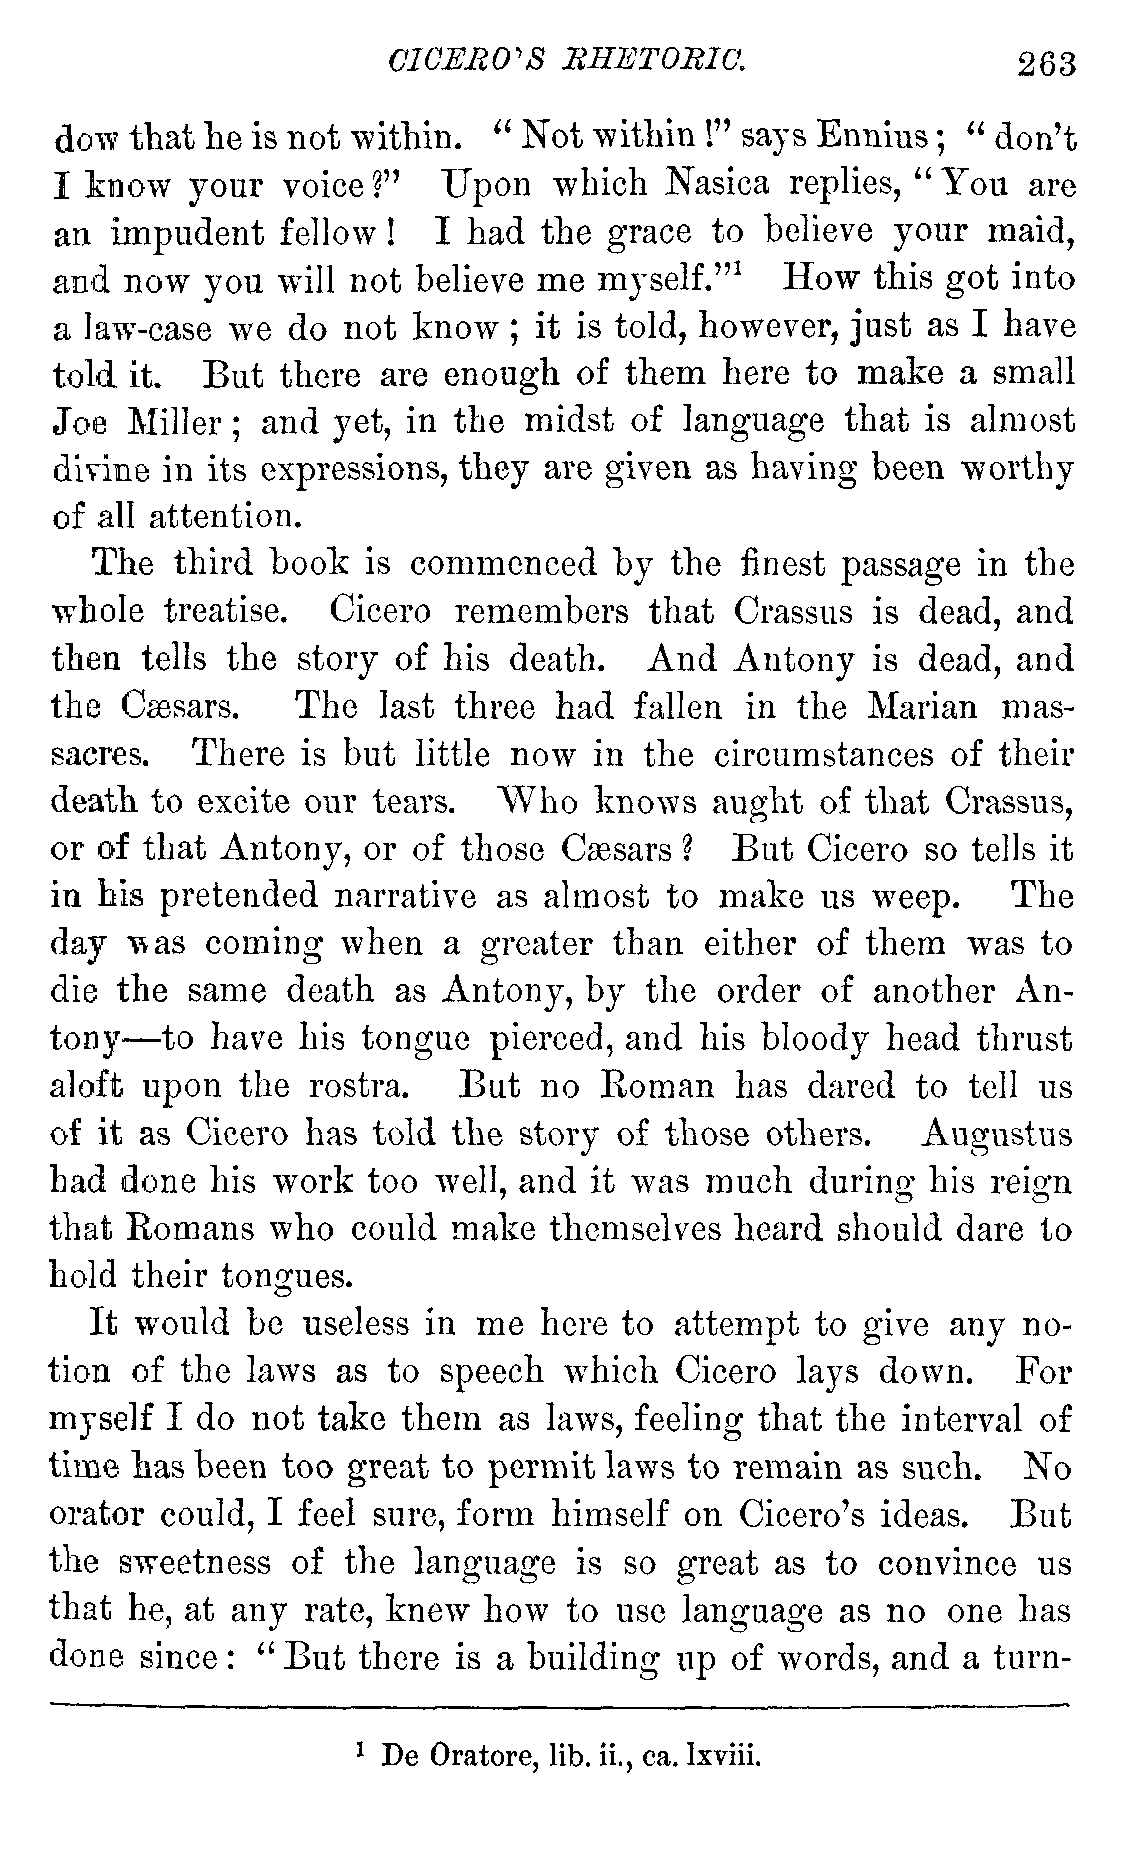 CICERO'S RHETORIC. 263
dow that he is not within. “Not within!” says Ennius; “don't
I know your voice?” Upon which Nasica replies, “You are
an impudent fellow! I had the grace to believe your maid,
and now you will not believe me myself.”¹ How this got into
a law-case we do not know; it is told, however, just as I have
told it. But there are enough of them here to make a small
Joe Miller; and yet, in the midst of language that is almost
divine in its expressions, they are given as having been worthy
of all attention.
The third book is commenced by the finest passage in the
whole treatise. Cicero remembers that Crassus is dead, and
then tells the story of his death. And Antony is dead, and
the Cæsars. The last three had fallen in the Marian mas-
sacres. There is but little now in the circumstances of their
death to excite our tears. Who knows aught of that Crassus,
or of that Antony, or of those Cæsars? But Cicero so tells it
in his pretended narrative as almost to make us weep. The
day was coming when a greater than either of them was to
die the same death as Antony, by the order of another An-
tony—to have his tongue pierced, and his bloody head thrust
aloft upon the rostra. But no Roman has dared to tell us
of it as Cicero has told the story of those others. Augustus
had done his work too well, and it was much during his reign
that Romans who could make themselves heard should dare to
hold their tongues.
It would be useless in me here to attempt to give any no-
tion of the laws as to speech which Cicero lays down. For
myself I do not take them as laws, feeling that the interval of
time has been too great to permit laws to remain as such. No
orator could, I feel sure, form himself on Cicero's ideas. But
the sweetness of the language is so great as to convince us
that he, at any rate, knew how to use language as no one has
done since: “But there is a building up of words, and a turn-
¹ De Oratore, lib. ii., ca. lxviii.